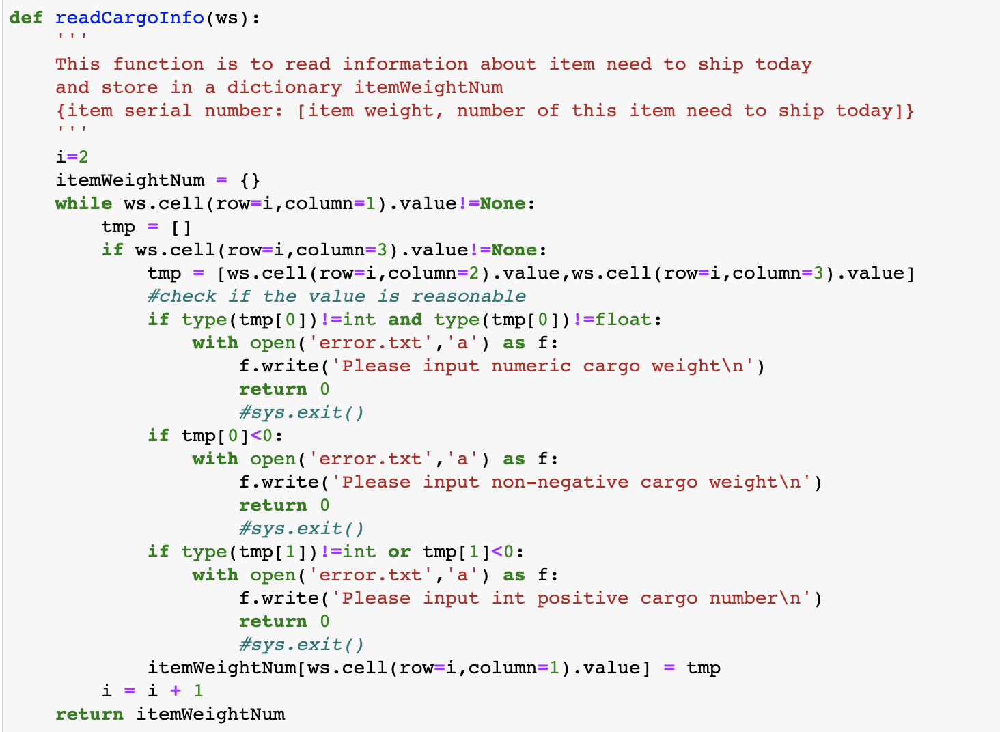 def readCargoInfo(ws):
    '''
    This function is to read information about item need to ship today
    and store in a dictionary itemWeightNum
    {item serial number: [item weight, number of this item need to ship today]}
    '''
    i=2
    itemWeightNum = {}
    while ws.cell(row=i,column=1).value!=None:
        tmp = []
        if ws.cell(row=i,column=3).value!=None:
            tmp = [ws.cell(row=i,column=2).value,ws.cell(row=i,column=3).value]
            #check if the value is reasonable
            if type(tmp[0])!=int and type(tmp[0])!=float:
                with open('error.txt','a') as f:
                    f.write('Please input numeric cargo weight\n')
                    return 0
                    #sys.exit()
            if tmp[0]<0:
                with open('error.txt','a') as f:
                    f.write('Please input non-negative cargo weight\n')
                    return 0
                    #sys.exit()
            if type(tmp[1])!=int or tmp[1]<0:
                with open('error.txt','a') as f:
                    f.write('Please input int positive cargo number\n')
                    return 0
                    #sys.exit()
            itemWeightNum[ws.cell(row=i,column=1).value] = tmp
        i = i + 1
    return itemWeightNum